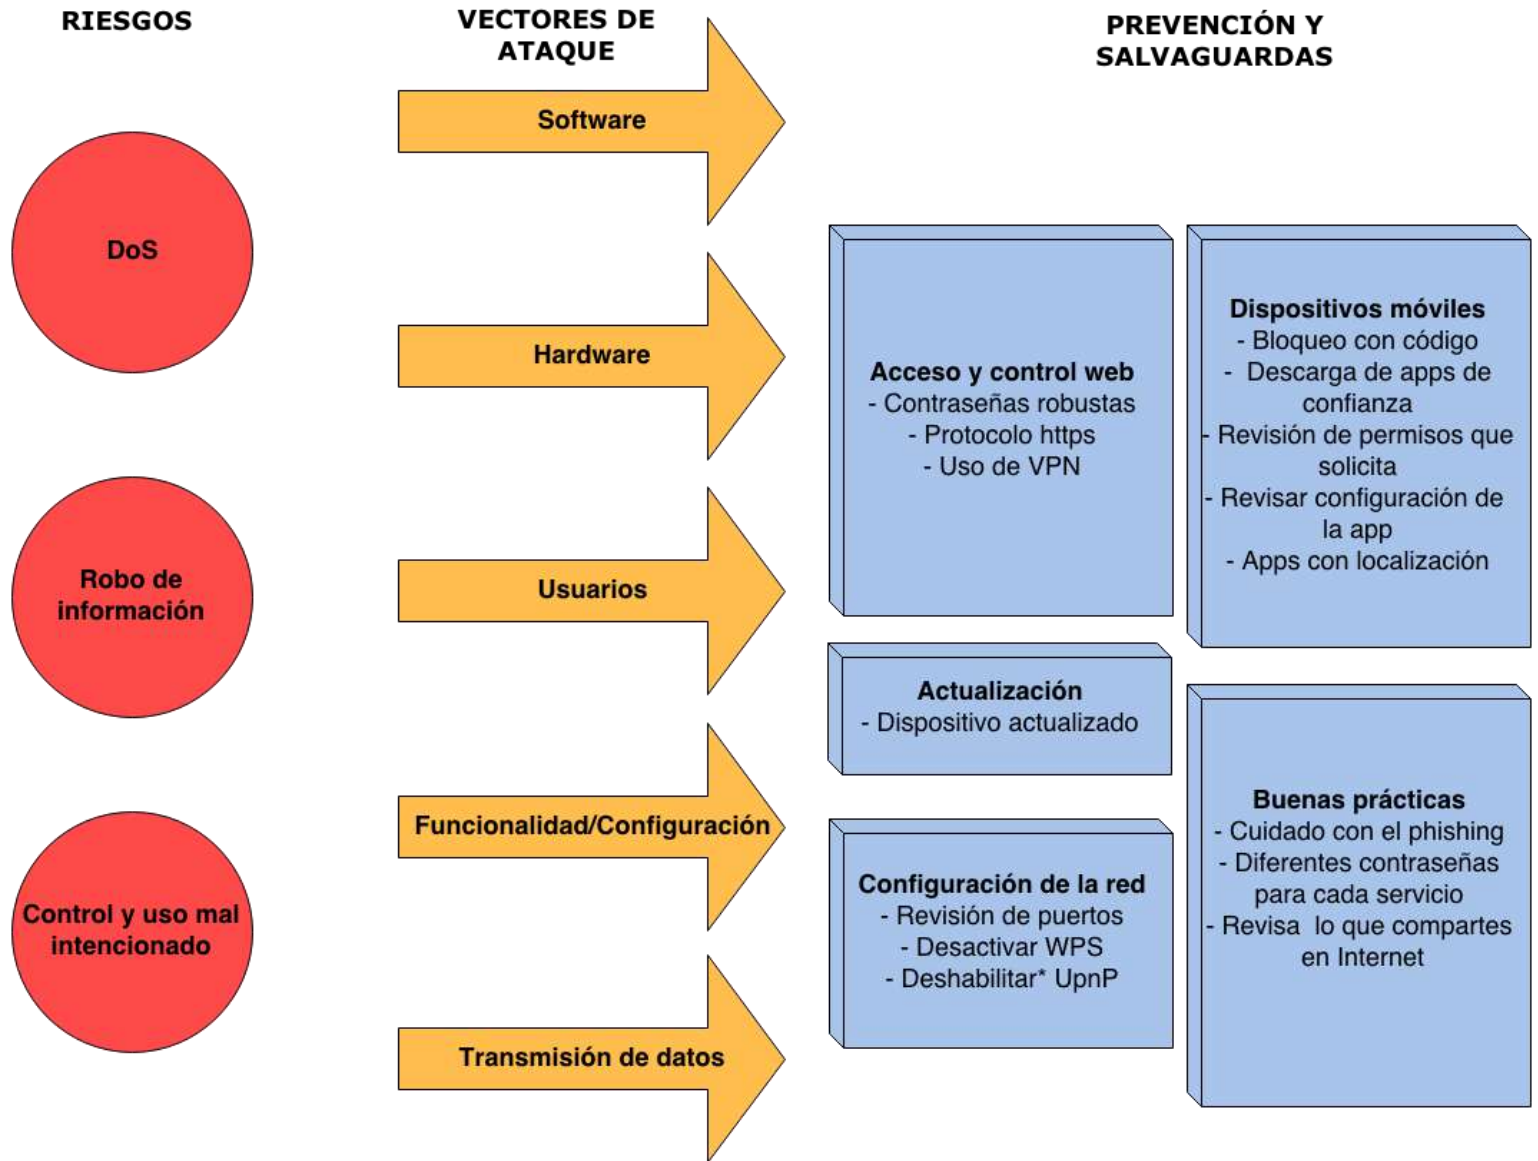 RIESGOS
VECTORES DE
ATAQUE
PREVENCIÓN Y
SALVAGUARDAS
DoS
Robo de
información
Control y uso mal
intencionado
Software
Hardware
Usuarios
Funcionalidad/Configuración
Transmisión de datos
Acceso y control web
- Contraseñas robustas
- Protocolo https
- Uso de VPN
Actualización
- Dispositivo actualizado
Configuración de la red
- Revisión de puertos
- Desactivar WPS
- Deshabilitar* UpnP
Dispositivos móviles
- Bloqueo con código
- Descarga de apps de
confianza
- Revisión de permisos que
solicita
- Revisar configuración de
la app
- Apps con localización
Buenas prácticas
- Cuidado con el phishing
- Diferentes contraseñas
para cada servicio
- Revisa lo que compartes
en Internet